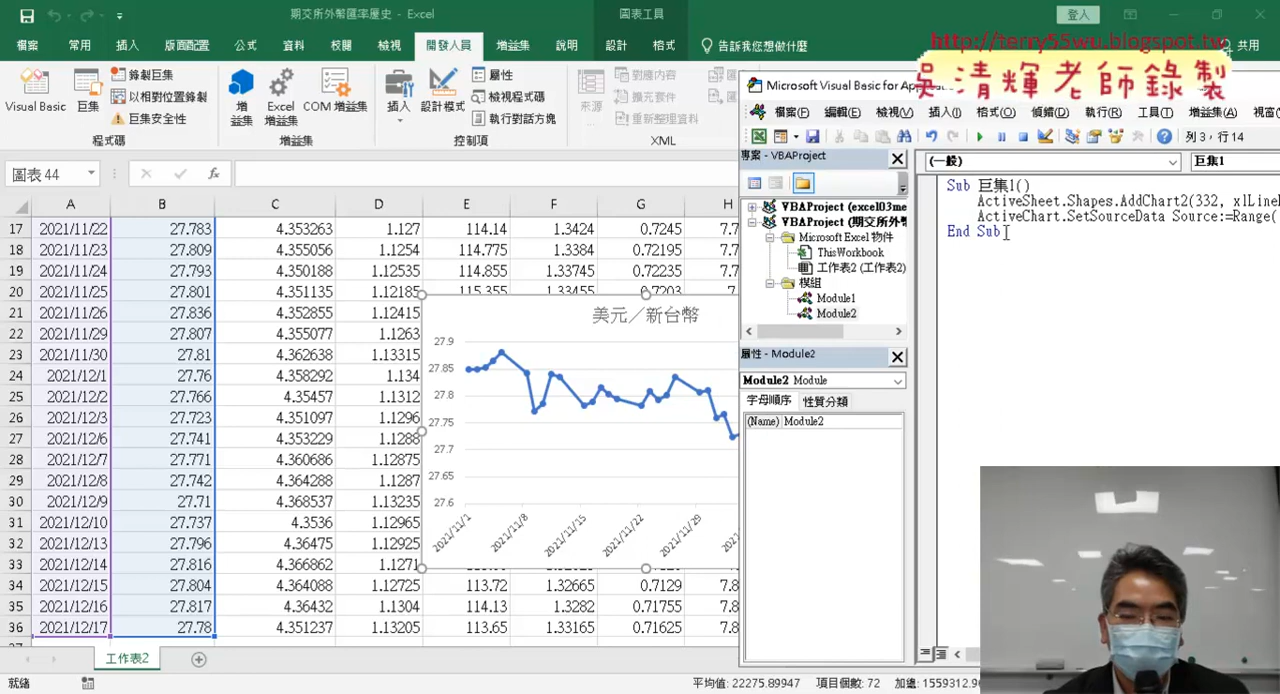 期交所外幣匯率歷史 - Excel
圖表工具
登入
檔案 常用 插入 版面配置 公式 資料 校閱 檢視 開發人員 增益集 說明 設計 格式 告訴我您想做什麼 共用
http://terry55wu.blogspot.tw
吳清輝老師錄製
Visual Basic 巨集 錄製巨集 以相對位置錄製 巨集安全性
程式碼
增益集 Excel 增益集 COM 增益集
增益集
插入 設計模式 屬性 檢視程式碼 執行對話方塊
控制項
來源 對應內容 擴充套件 重新整理資料
XML
圖表 44
fx
A B C D E F G H
17 2021/11/22 27.783 4.353263 1.127 114.14 1.3424 0.7245 7.7
18 2021/11/23 27.809 4.355056 1.1254 114.775 1.3384 0.72195 7.7
19 2021/11/24 27.793 4.350188 1.12535 114.855 1.33745 0.72235 7.7
20 2021/11/25 27.801 4.351135 1.12185 115.355 1.33455 0.7203 7.
21 2021/11/26 27.836 4.352855 1.12415
22 2021/11/29 27.807 4.355077 1.1263
23 2021/11/30 27.81 4.362638 1.13315
24 2021/12/1 27.76 4.358292 1.134
25 2021/12/2 27.766 4.35457 1.1312
26 2021/12/3 27.723 4.351097 1.1296
27 2021/12/6 27.741 4.353229 1.1288
28 2021/12/7 27.771 4.360686 1.12875
29 2021/12/8 27.742 4.364288 1.1287
30 2021/12/9 27.71 4.368537 1.13235
31 2021/12/10 27.737 4.3536 1.12965
32 2021/12/13 27.796 4.36475 1.12925
33 2021/12/14 27.816 4.366862 1.1271
34 2021/12/15 27.804 4.364088 1.12725 113.72 1.32665 0.7129 7.8
35 2021/12/16 27.817 4.36432 1.1304 114.13 1.3282 0.71755 7.8
36 2021/12/17 27.78 4.351237 1.13205 113.65 1.33165 0.71625 7.8
美元／新台幣
27.9
27.85
27.8
27.75
27.7
27.65
27.6
2021/11/1 2021/11/8 2021/11/15 2021/11/22 2021/11/29
工作表2
就緒
平均值: 22275.89947 項目個數: 72 加總: 1559312.96
Microsoft Visual Basic for
檔案(F) 編輯(E) 檢視(V) 插入(I) 格式(O) 偵錯(D) 執行(R) 工具(T) 增益集(A) 視窗
列 3，行 14
專案 - VBAProject
VBAProject (excel03me
VBAProject (期交所外幣
Microsoft Excel 物件
ThisWorkbook
工作表2 (工作表2)
模組
Module1
Module2
屬性 - Module2
Module2 Module
字母順序 性質分類
(Name) Module2
(一般) 巨集1
Sub 巨集1()
ActiveSheet.Shapes.AddChart2(332, xlLine
ActiveChart.SetSourceData Source:=Range(
End Sub